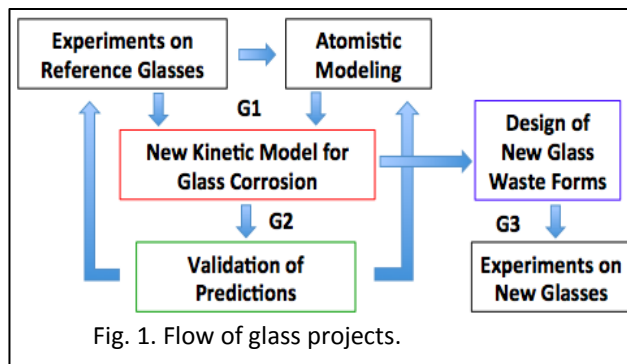 Experiments on
Reference Glasses
Atomistic
Modeling
G1
New Kinetic Model for
Glass Corrosion
Design of
New Glass
Waste Forms
G2
G3
Validation of
Predictions
Experiments on
New Glasses
Fig. 1. Flow of glass projects.